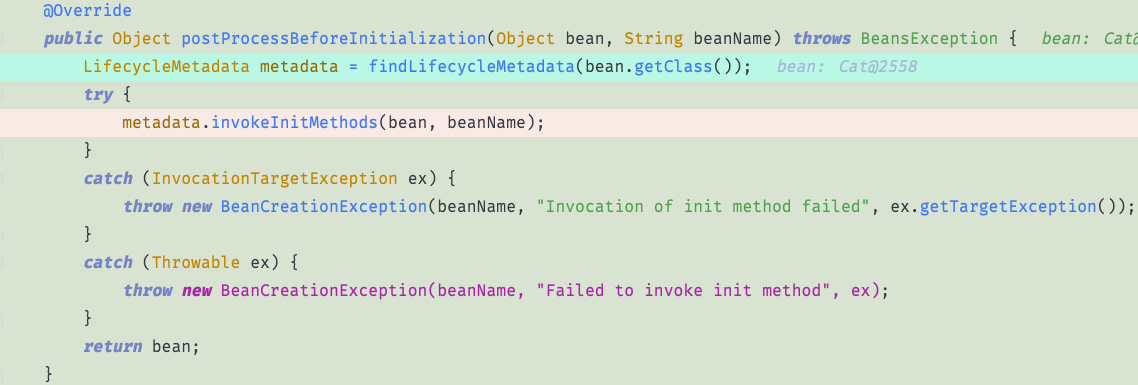 @Override
public Object postProcessBeforeInitialization(Object bean, String beanName) throws BeansException {   bean: Cat@
    LifecycleMetadata metadata = findLifecycleMetadata(bean.getClass());   bean: Cat@2558
    try {
        metadata.invokeInitMethods(bean, beanName);
    }
    catch (InvocationTargetException ex) {
        throw new BeanCreationException(beanName, "Invocation of init method failed", ex.getTargetException());
    }
    catch (Throwable ex) {
        throw new BeanCreationException(beanName, "Failed to invoke init method", ex);
    }
    return bean;
}